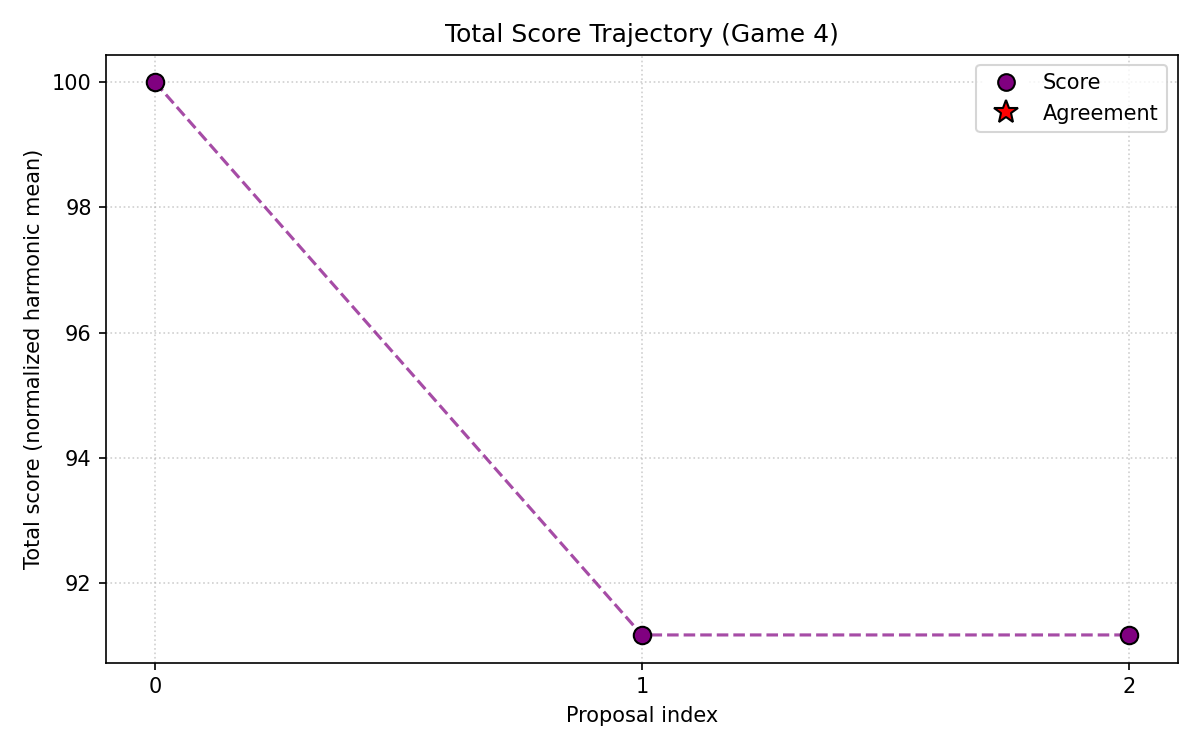 Total Score Trajectory (Game 4)
Score
Agreement
Total score (normalized harmonic mean)
100
98
96
94
92
0
1
2
Proposal index